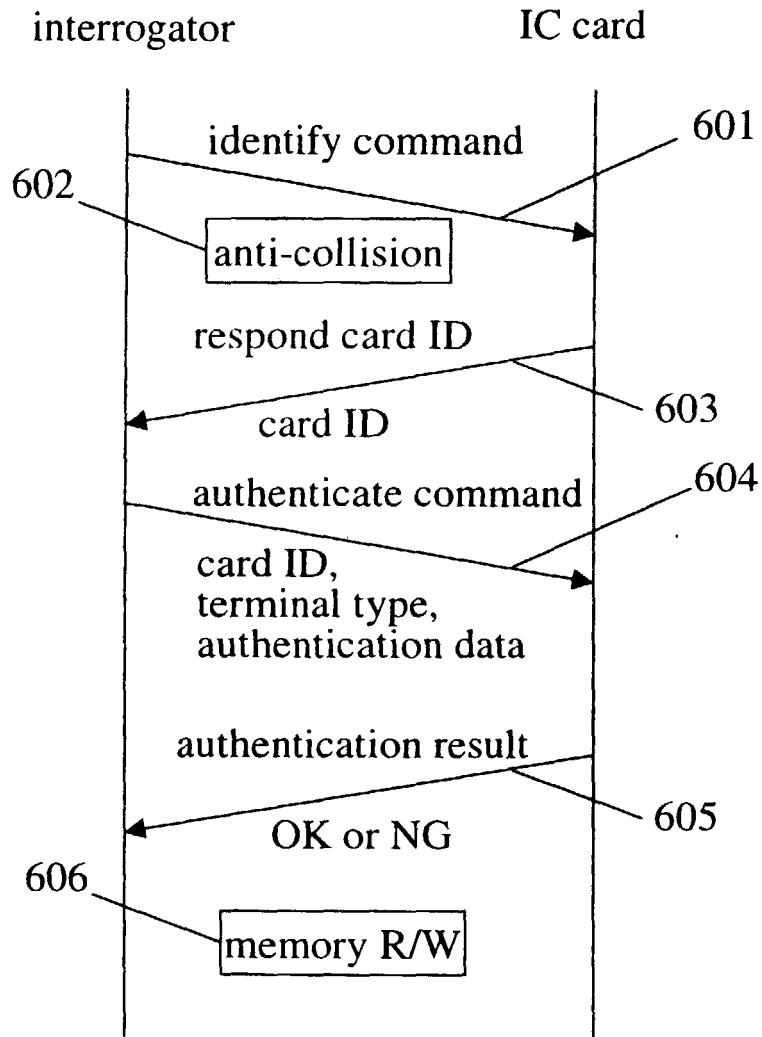 interrogator
IC card
identify command
601
602
anti-collision
respond card ID
603
card ID
authenticate command
604
card ID,
terminal type,
authentication data
authentication result
605
OK or NG
606
memory R/W